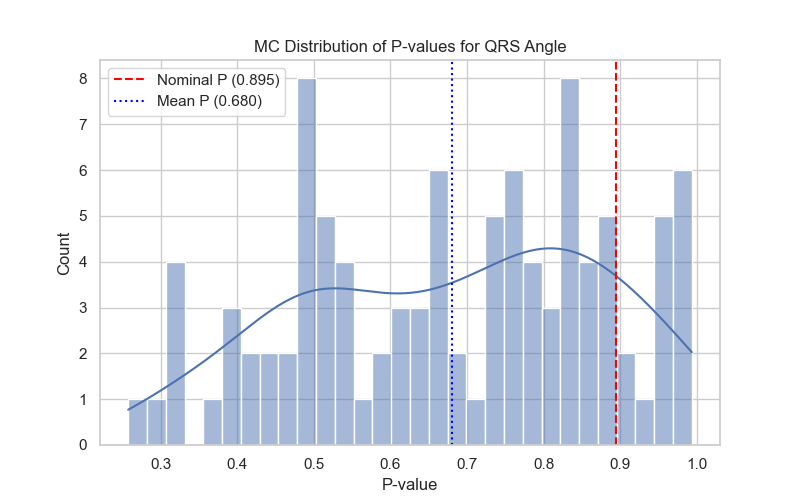 MC Distribution of P-values for QRS Angle
Nominal P (0.895)
Mean P (0.680)
8
7
6
5
4
3
2
1
0
Count
0.3 0.4 0.5 0.6 0.7 0.8 0.9 1.0
P-value